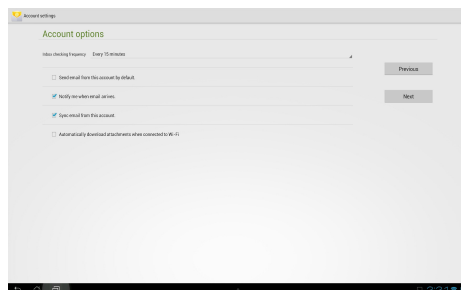 Account settings
Account options
Inbox checking frequency Every 15 minutes
Previous
Send email from this account by default.
Notify me when email arrives.
Next
Sync email from this account
Automatically download attachments when connected to Wi-Fi